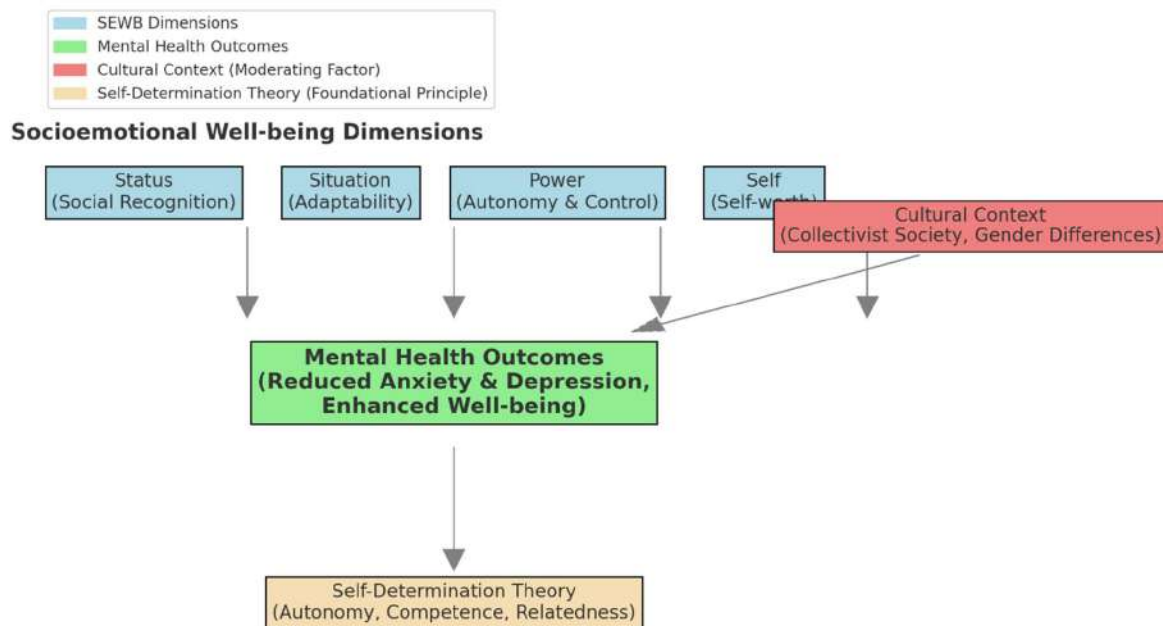 SEWB Dimensions
Mental Health Outcomes
Cultural Context (Moderating Factor)
Self-Determination Theory (Foundational Principle)
Socioemotional Well-being Dimensions
Status
(Social Recognition)
Situation
(Adaptability)
Power
(Autonomy & Control)
Self
(Self-worth)
Cultural Context
(Collectivist Society, Gender Differences)
Mental Health Outcomes
(Reduced Anxiety & Depression,
Enhanced Well-being)
Self-Determination Theory
(Autonomy, Competence, Relatedness)